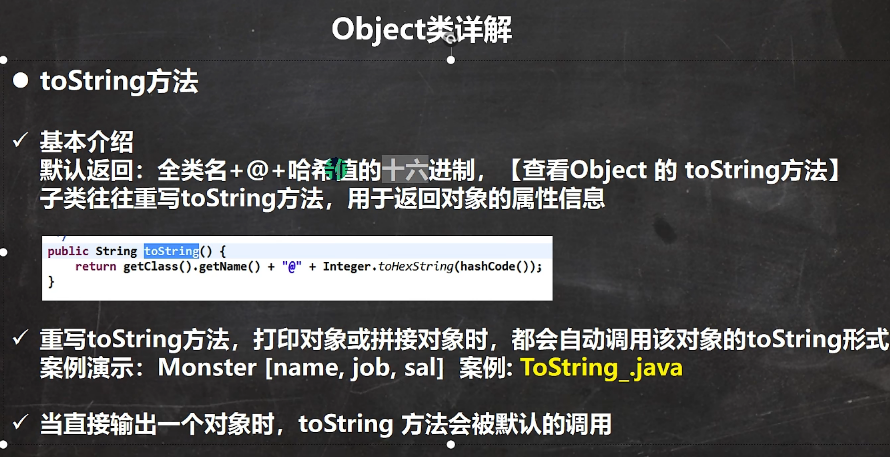 Object类详解
● toString方法
✓ 基本介绍
默认返回：全类名+@+哈希值的十六进制，【查看Object 的 toString方法】
子类往往重写toString方法，用于返回对象的属性信息
*/
public String toString() {
return getClass().getName() + "@" + Integer.toHexString(hashCode());
}
✓ 重写toString方法，打印对象或拼接对象时，都会自动调用该对象的toString形式
案例演示：Monster [name, job, sal] 案例: ToString_.java
✓ 当直接输出一个对象时，toString 方法会被默认的调用